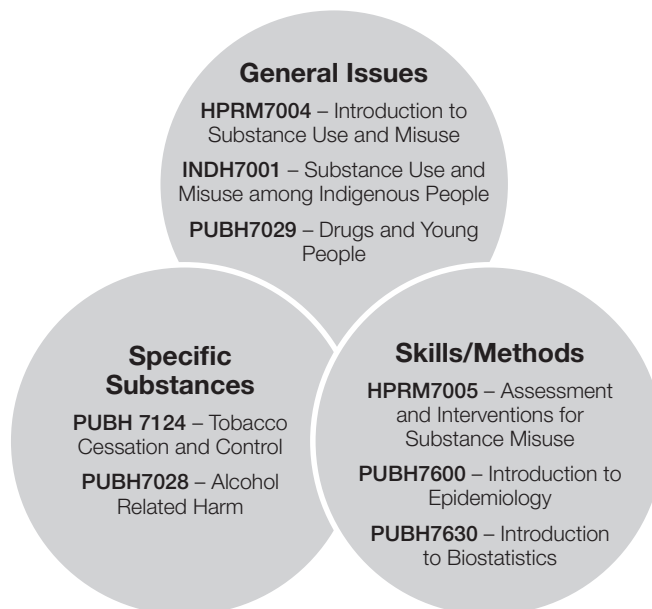 General Issues
HPRM7004 – Introduction to
Substance Use and Misuse
INDH7001 – Substance Use and
Misuse among Indigenous People
PUBH7029 – Drugs and Young
People
Specific
Substances
PUBH 7124 – Tobacco
Cessation and Control
PUBH7028 – Alcohol
Related Harm
Skills/Methods
HPRM7005 – Assessment
and Interventions for
Substance Misuse
PUBH7600 – Introduction to
Epidemiology
PUBH7630 – Introduction
to Biostatistics